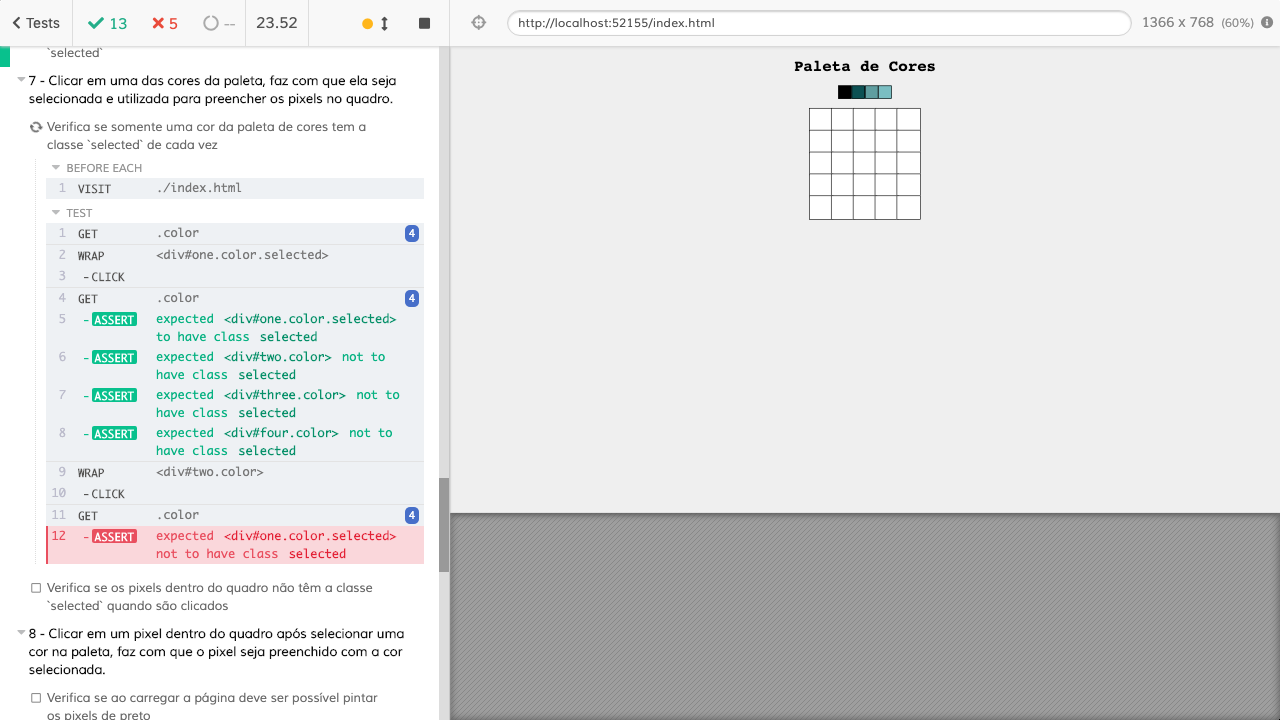 Tests 13 5 -- 23.52
http://localhost:52155/index.html 1366 x 768 (60%)
`selected`
7 - Clicar em uma das cores da paleta, faz com que ela seja
selecionada e utilizada para preencher os pixels no quadro.
Verifica se somente uma cor da paleta de cores tem a
classe `selected` de cada vez
BEFORE EACH
1 VISIT ./index.html
TEST
1 GET .color 4
2 WRAP <div#one.color.selected>
3 -CLICK
4 GET .color 4
5 -ASSERT expected <div#one.color.selected>
to have class selected
6 -ASSERT expected <div#two.color> not to
have class selected
7 -ASSERT expected <div#three.color> not to
have class selected
8 -ASSERT expected <div#four.color> not to
have class selected
9 WRAP <div#two.color>
10 -CLICK
11 GET .color 4
12 -ASSERT expected <div#one.color.selected>
not to have class selected
Verifica se os pixels dentro do quadro não têm a classe
`selected` quando são clicados
8 - Clicar em um pixel dentro do quadro após selecionar uma
cor na paleta, faz com que o pixel seja preenchido com a cor
selecionada.
Verifica se ao carregar a página deve ser possível pintar
os pixels de preto
Paleta de Cores